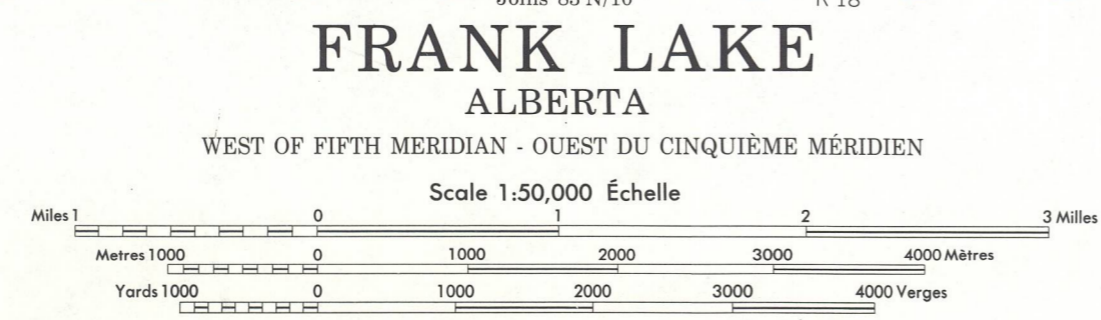 FRANK LAKE
ALBERTA
WEST OF FIFTH MERIDIAN - OUEST DU CINQUIÈME MÉRIDIEN
Scale 1:50,000 Échelle
Miles 1 0 1 2 3 Milles
Metres 1000 0 1000 2000 3000 4000 Mètres
Yards 1000 0 1000 2000 3000 4000 Verges